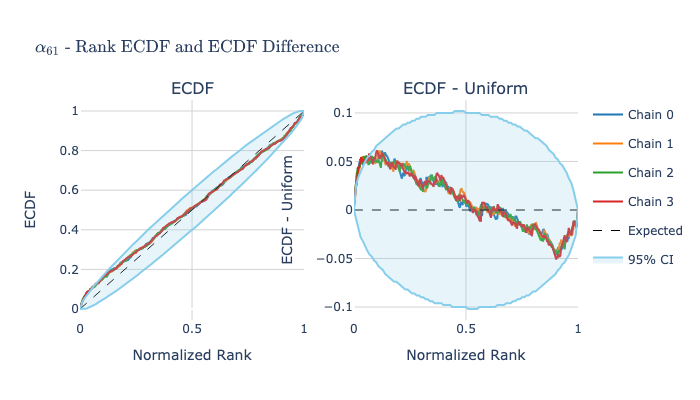 α₆₁ - Rank ECDF and ECDF Difference
ECDF
ECDF - Uniform
ECDF
1
0.8
0.6
0.4
0.2
0
0
0.5
1
Normalized Rank
ECDF - Uniform
0.1
0.05
0
−0.05
−0.1
0
0.5
1
Normalized Rank
Chain 0
Chain 1
Chain 2
Chain 3
Expected
95% CI